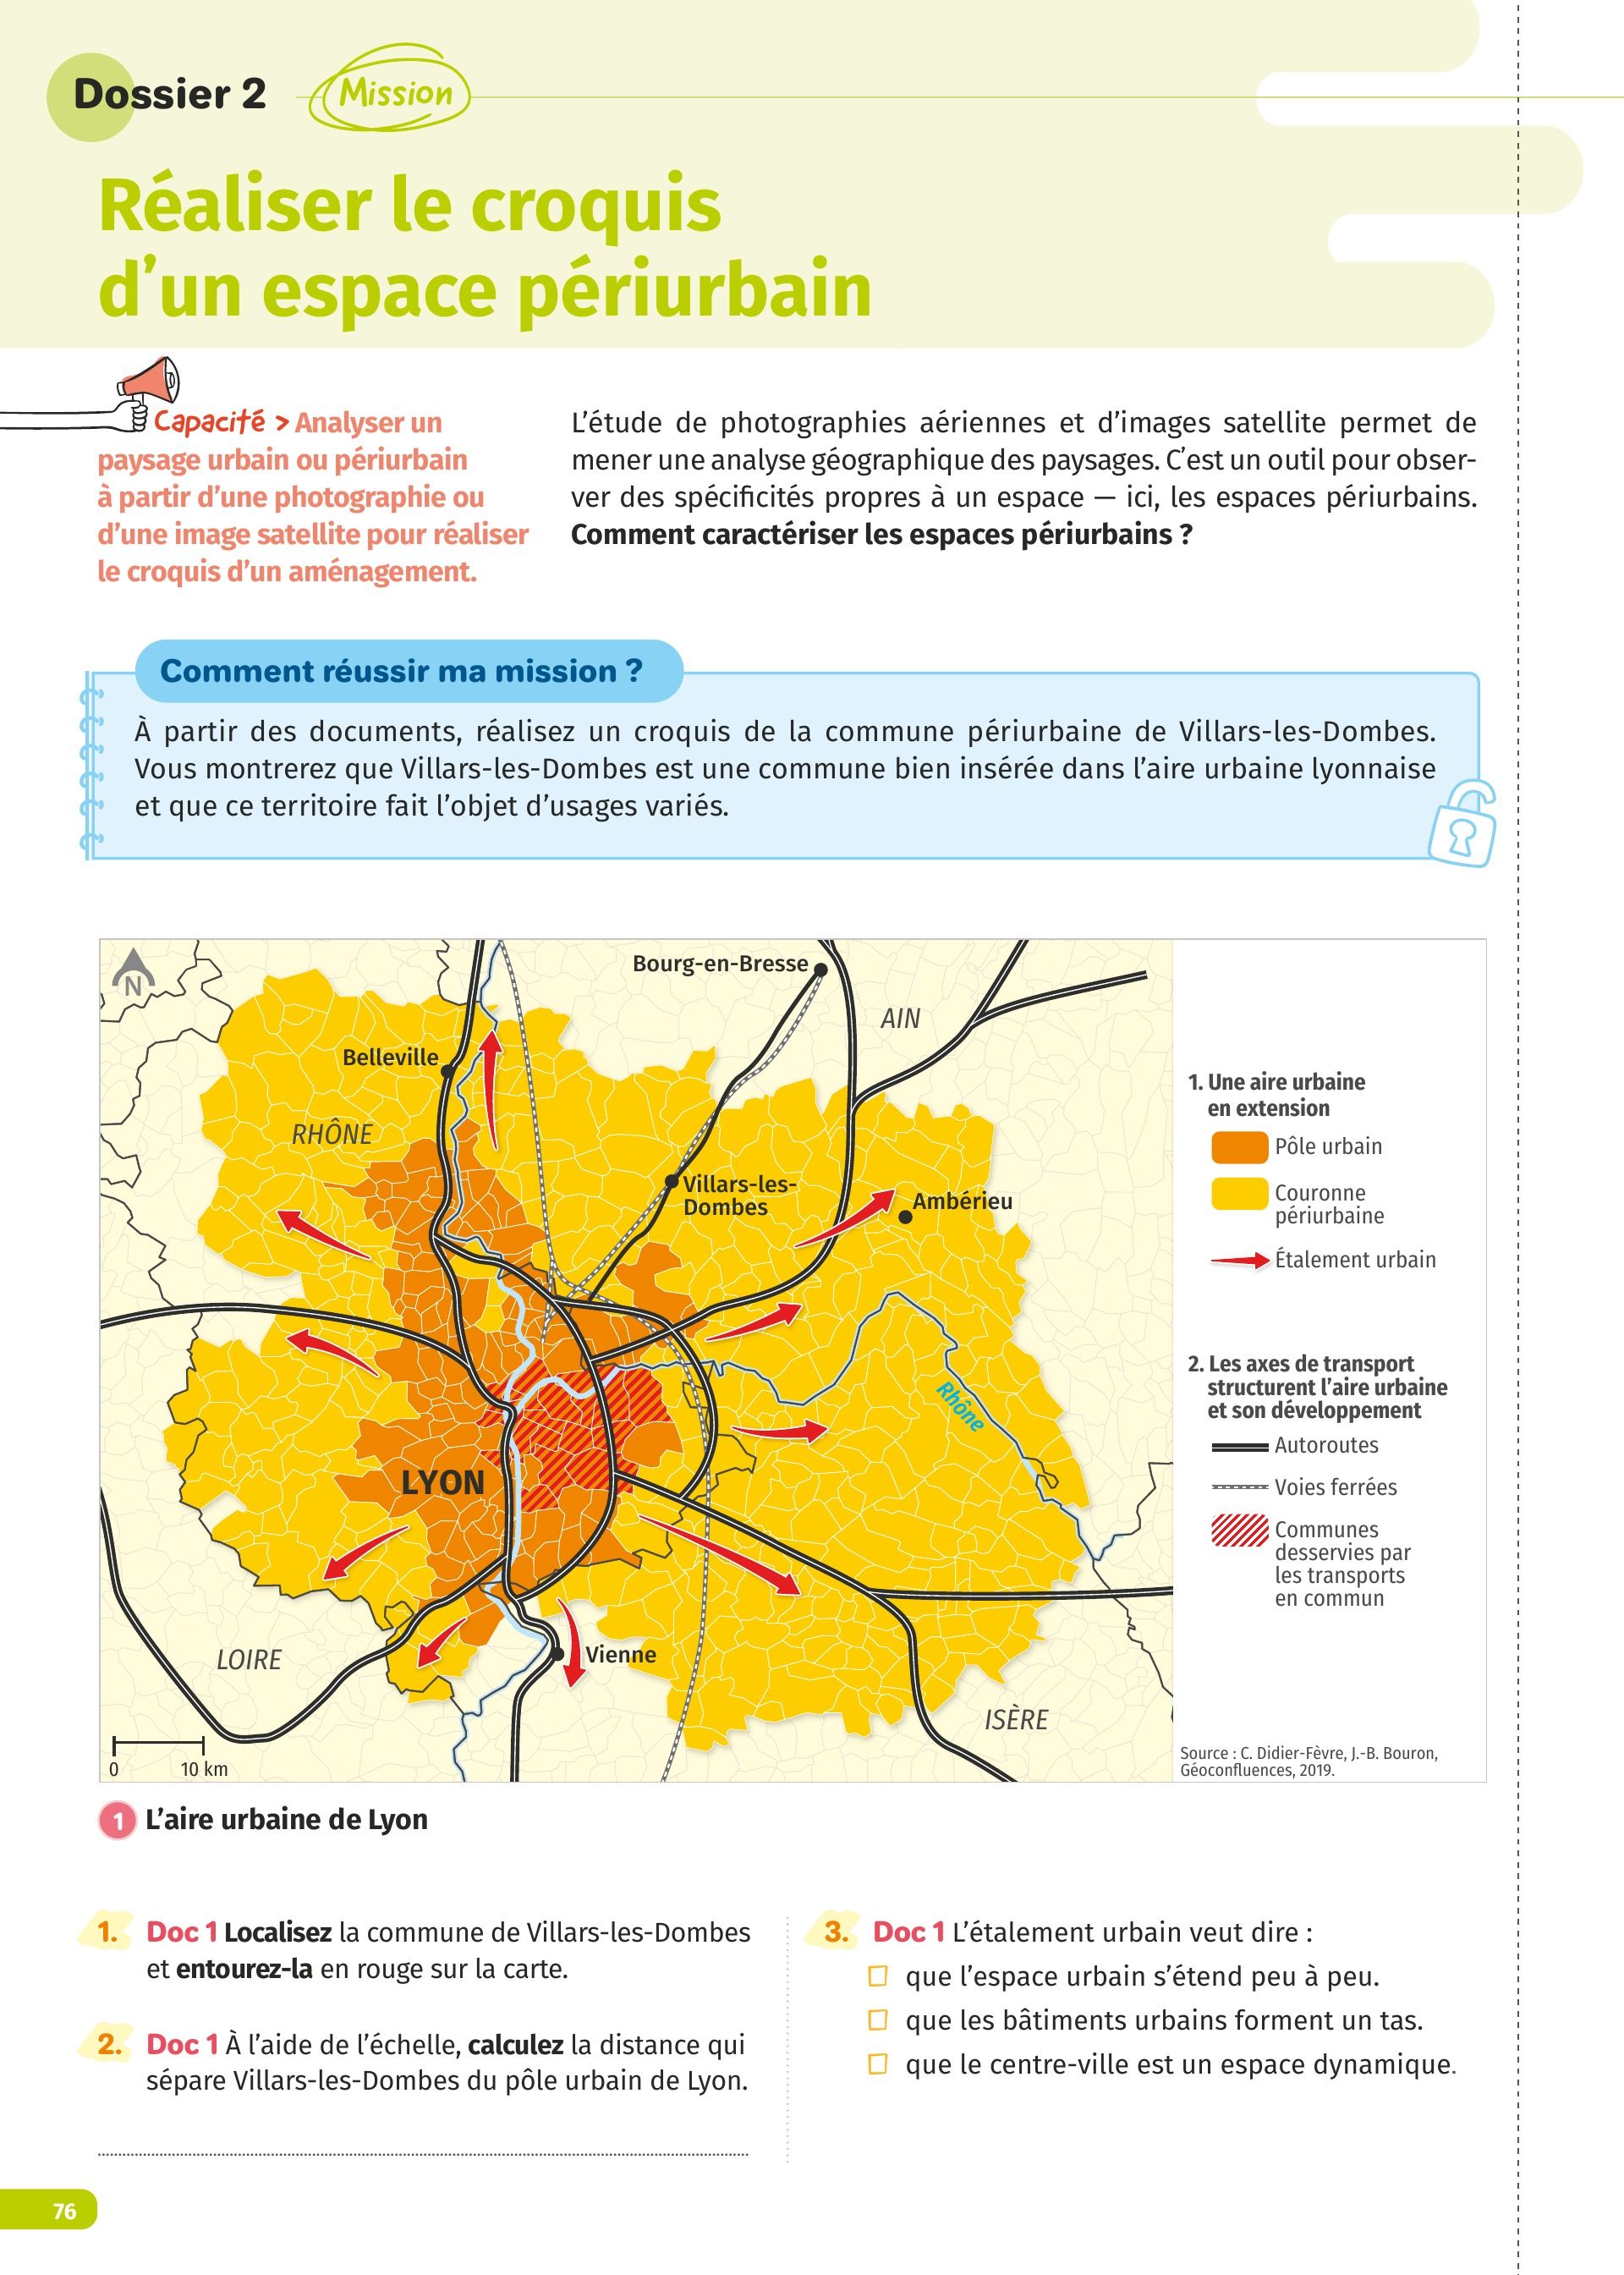 Dossier 2
Mission
Réaliser le croquis
d'un espace périurbain
Capacité > Analyser un
paysage urbain ou périurbain
à partir d'une photographie ou
d'une image satellite pour réaliser
le croquis d'un aménagement.
L'étude de photographies aériennes et d'images satellite permet de
mener une analyse géographique des paysages. C'est un outil pour obser-
ver des spécificités propres à un espace — ici, les espaces périurbains.
Comment caractériser les espaces périurbains ?
Comment réussir ma mission ?
À partir des documents, réalisez un croquis de la commune périurbaine de Villars-les-Dombes.
Vous montrerez que Villars-les-Dombes est une commune bien insérée dans l'aire urbaine lyonnaise
et que ce territoire fait l'objet d'usages variés.
N
Bourg-en-Bresse
AIN
Belleville
RHÔNE
Villars-les-
Dombes
Ambérieu
Rhône
LYON
LOIRE
Vienne
ISÈRE
0 10 km
1. Une aire urbaine
en extension
Pôle urbain
Couronne
périurbaine
Étalement urbain
2. Les axes de transport
structurent l'aire urbaine
et son développement
Autoroutes
Voies ferrées
Communes
desservies par
les transports
en commun
Source : C. Didier-Fèvre, J.-B. Bouron,
Géoconfluences, 2019.
1 L'aire urbaine de Lyon
1. Doc 1 Localisez la commune de Villars-les-Dombes
et entourez-la en rouge sur la carte.
2. Doc 1 À l'aide de l'échelle, calculez la distance qui
sépare Villars-les-Dombes du pôle urbain de Lyon.
3. Doc 1 L'étalement urbain veut dire :
que l'espace urbain s'étend peu à peu.
que les bâtiments urbains forment un tas.
que le centre-ville est un espace dynamique.
76